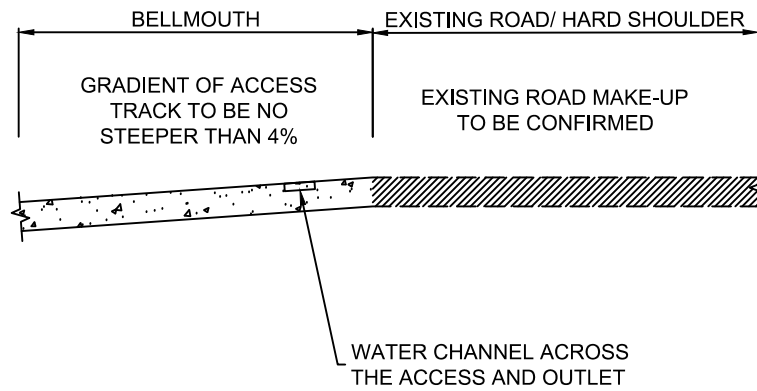 BELLMOUTH
EXISTING ROAD/ HARD SHOULDER
GRADIENT OF ACCESS
TRACK TO BE NO
STEEPER THAN 4%
EXISTING ROAD MAKE-UP
TO BE CONFIRMED
WATER CHANNEL ACROSS
THE ACCESS AND OUTLET